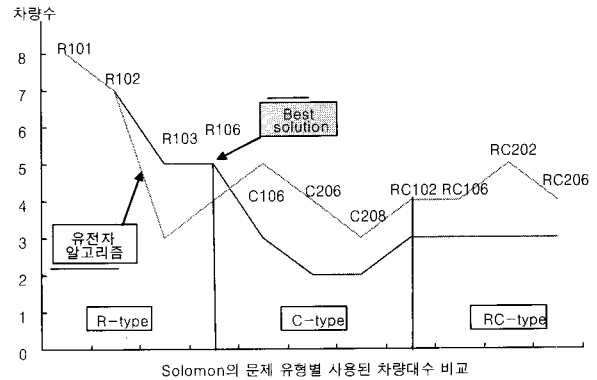 차량수
8
7
6
5
4
3
2
1
0
R101
R102
R103
R106
Best
solution
C106
C206
C208
RC102
RC106
RC202
RC206
유전자
알고리즘
R-type
C-type
RC-type
Solomon의 문제 유형별 사용된 차량대수 비교